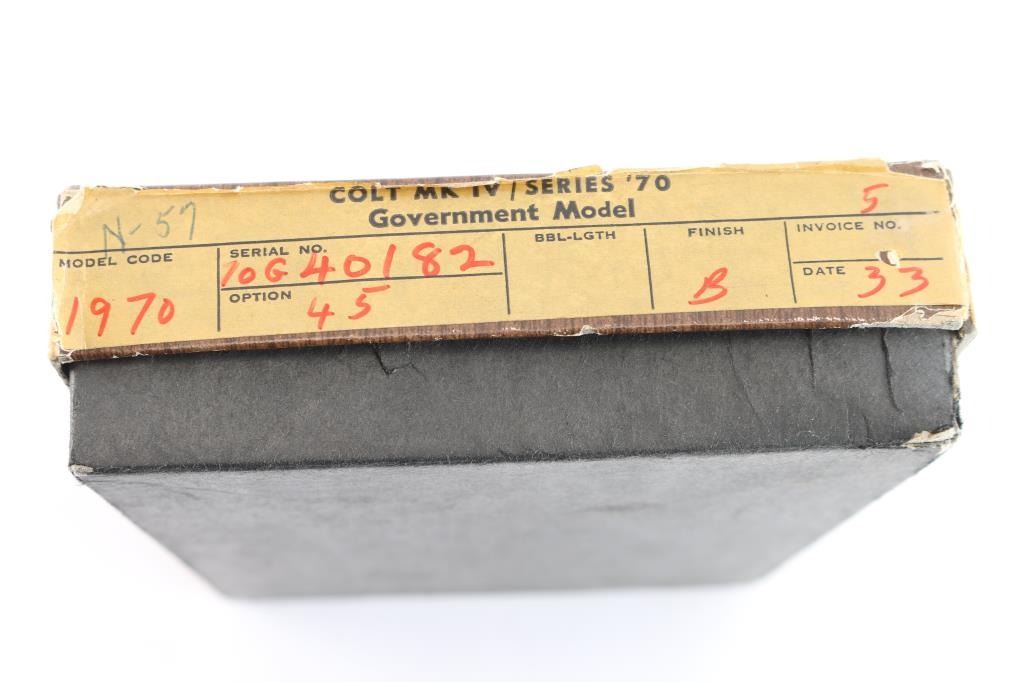 COLT MK IV / SERIES '70
Government Model
N-57
5
MODEL CODE SERIAL NO. BBL-LGTH FINISH INVOICE NO.
1970 70G40182 B
OPTION DATE 33
45